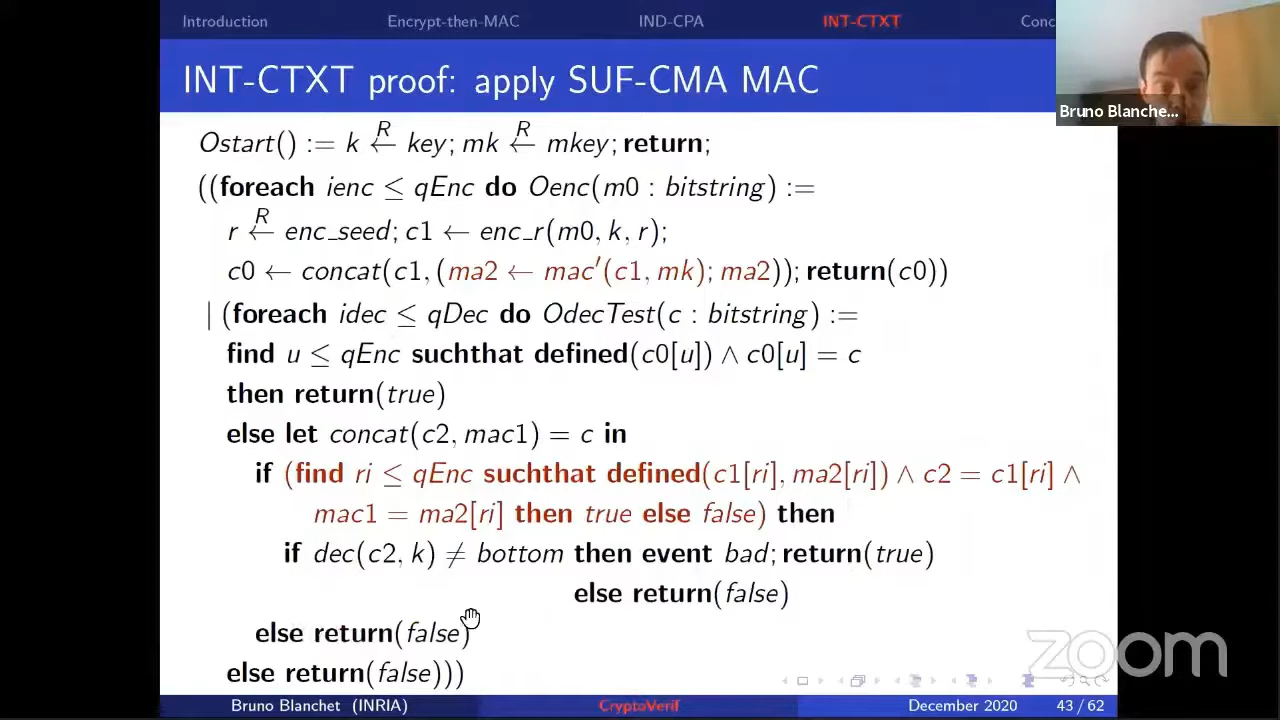 Introduction Encrypt-then-MAC IND-CPA INT-CTXT Conc
INT-CTXT proof: apply SUF-CMA MAC
Bruno Blanche...
Ostart() := k ←R key; mk ←R mkey; return;
((foreach ienc ≤ qEnc do Oenc(m0 : bitstring) :=
r ←R enc_seed; c1 ← enc_r(m0, k, r);
c0 ← concat(c1, (ma2 ← mac′(c1, mk); ma2)); return(c0))
| (foreach idec ≤ qDec do OdecTest(c : bitstring) :=
find u ≤ qEnc suchthat defined(c0[u]) ∧ c0[u] = c
then return(true)
else let concat(c2, mac1) = c in
if (find ri ≤ qEnc suchthat defined(c1[ri], ma2[ri]) ∧ c2 = c1[ri] ∧
mac1 = ma2[ri] then true else false) then
if dec(c2, k) ≠ bottom then event bad; return(true)
else return(false)
else return(false)
else return(false)))
zoom
Bruno Blanchet (INRIA) CryptoVerif December 2020 43 / 62